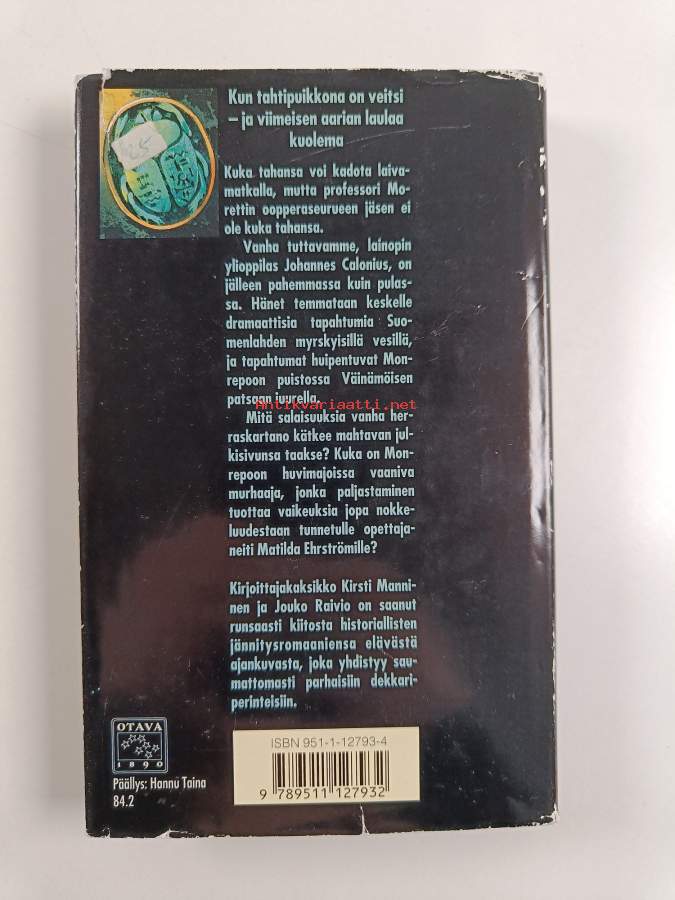 Kun tahtipuikkona on veitsi
– ja viimeisen aarian laulaa
kuolema
25
Kuka tahansa voi kadota laiva-
matkalla, mutta professori Mo-
rettin oopperaseurueen jäsen ei
ole kuka tahansa.
Vanha tuttavamme, lainopin
ylioppilas Johannes Calonius, on
jälleen pahemmassa kuin pulas-
sa. Hänet temmataan keskelle
dramaattisia tapahtumia Suo-
menlahden myrskyisillä vesillä,
ja tapahtumat huipentuvat Mon-
repoon puistossa Väinämöisen
patsaan juurella.
Antikvariaatti.net
Mitä salaisuuksia vanha her-
raskartano kätkee mahtavan jul-
kisivunsa taakse? Kuka on Mon-
repoon huvimajoissa vaaniva
murhaaja, jonka paljastaminen
tuottaa vaikeuksia jopa nokke-
luudestaan tunnetulle opettaja-
neiti Matilda Ehrströmille?
Kirjoittajakaksikko Kirsti Manni-
nen ja Jouko Raivio on saanut
runsaasti kiitosta historiallisten
jännitysromaaniensa elävästä
ajankuvasta, joka yhdistyy sau-
mattomasti parhaisiin dekkari-
perinteisiin.
OTAVA
1890
Päällys: Hannu Taina
84.2
ISBN 951-1-12793-4
9 789511 127932